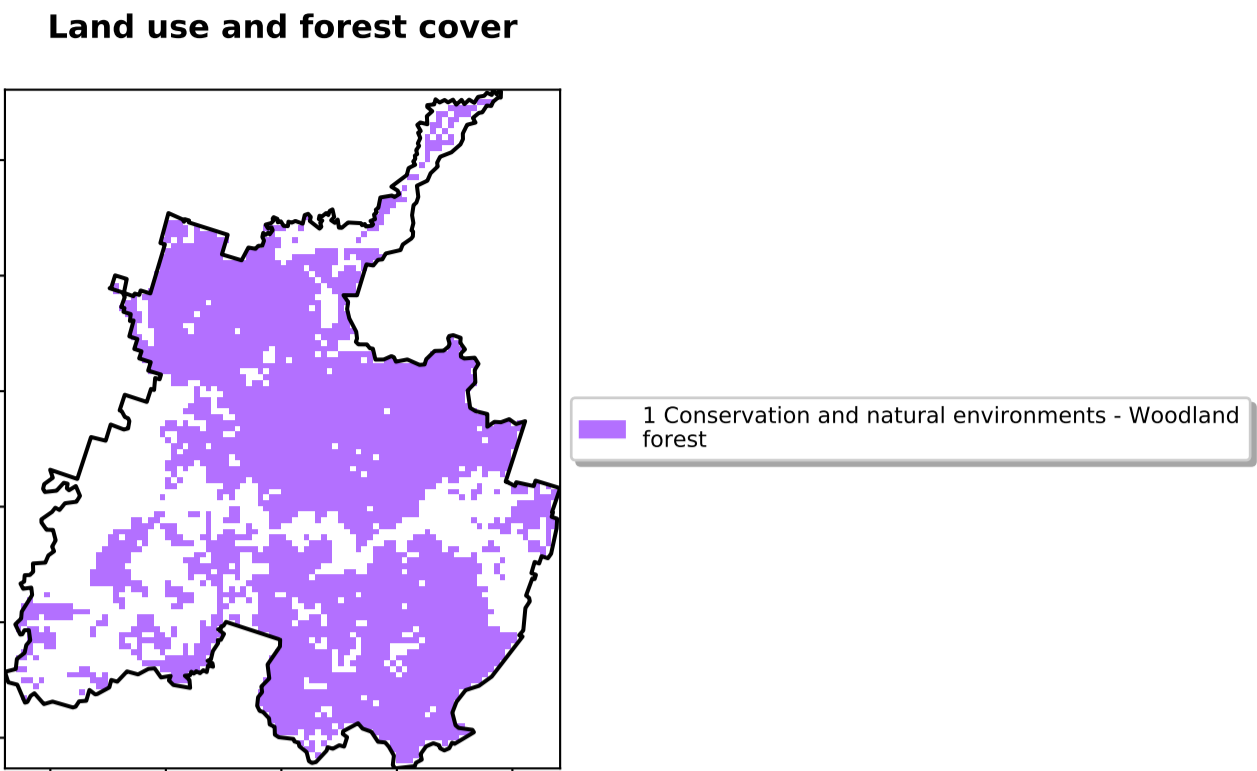 Land use and forest cover
1 Conservation and natural environments - Woodland
forest